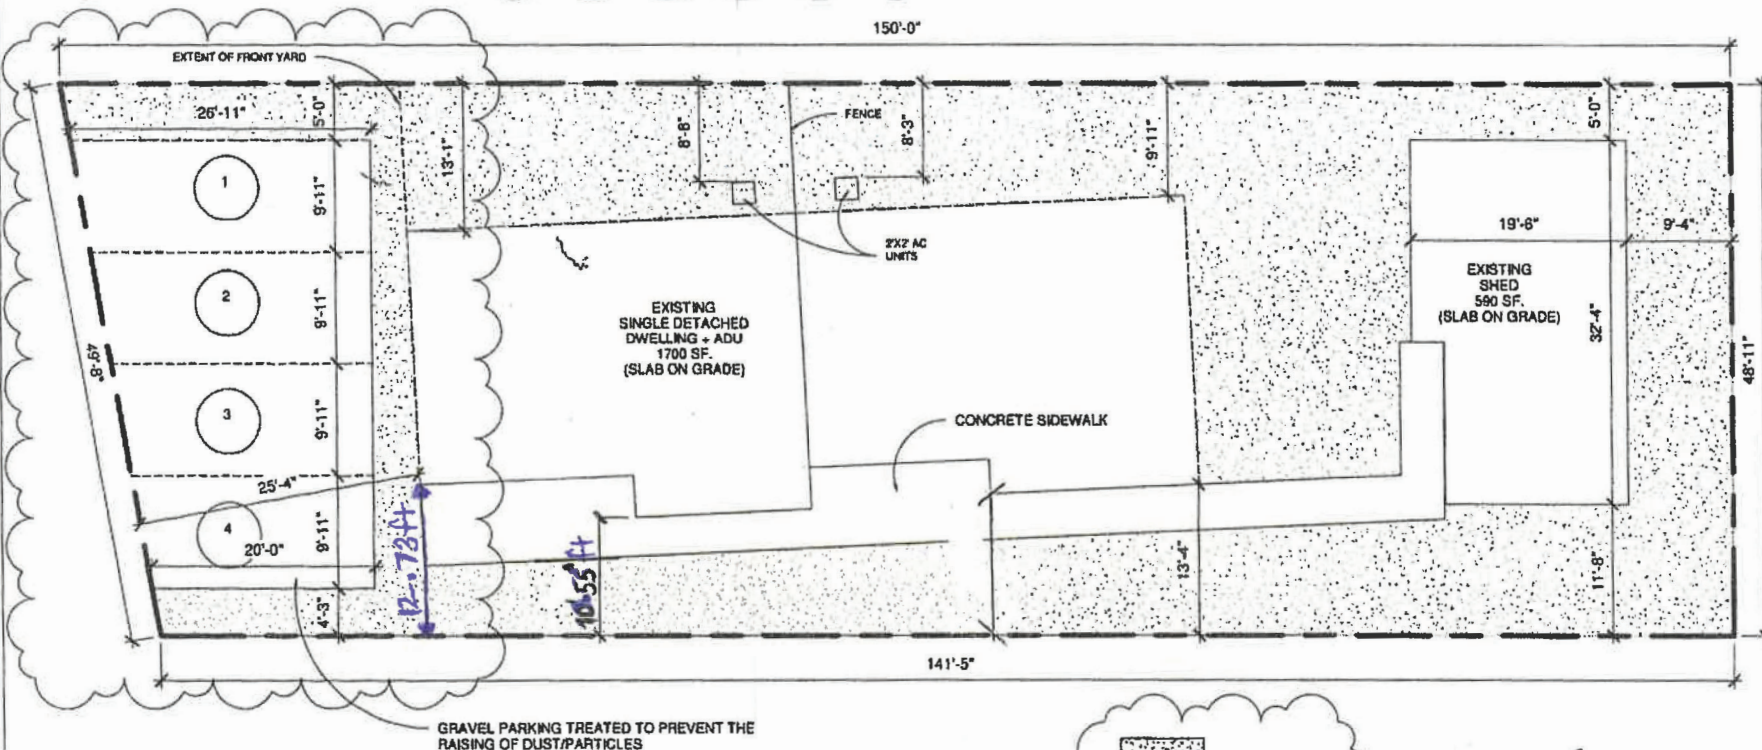 150'-0"
EXTENT OF FRONT YARD
26'-11"
5'-0"
13'-1"
8'-8"
FENCE
8'-3"
9'-11"
5'-0"
1
9'-11"
2'X2' AC
UNITS
19'-6"
9'-4"
2
9'-11"
EXISTING
SINGLE DETACHED
DWELLING + ADU
1700 SF.
(SLAB ON GRADE)
EXISTING
SHED
590 SF.
(SLAB ON GRADE)
32'-4"
49'-8"
48'-11"
3
9'-11"
CONCRETE SIDEWALK
25'-4"
4
9'-11"
20'-0"
12.73ft
10.55 ft
13'-4"
11'-8"
4'-3"
141'-5"
GRAVEL PARKING TREATED TO PREVENT THE
RAISING OF DUST/PARTICLES